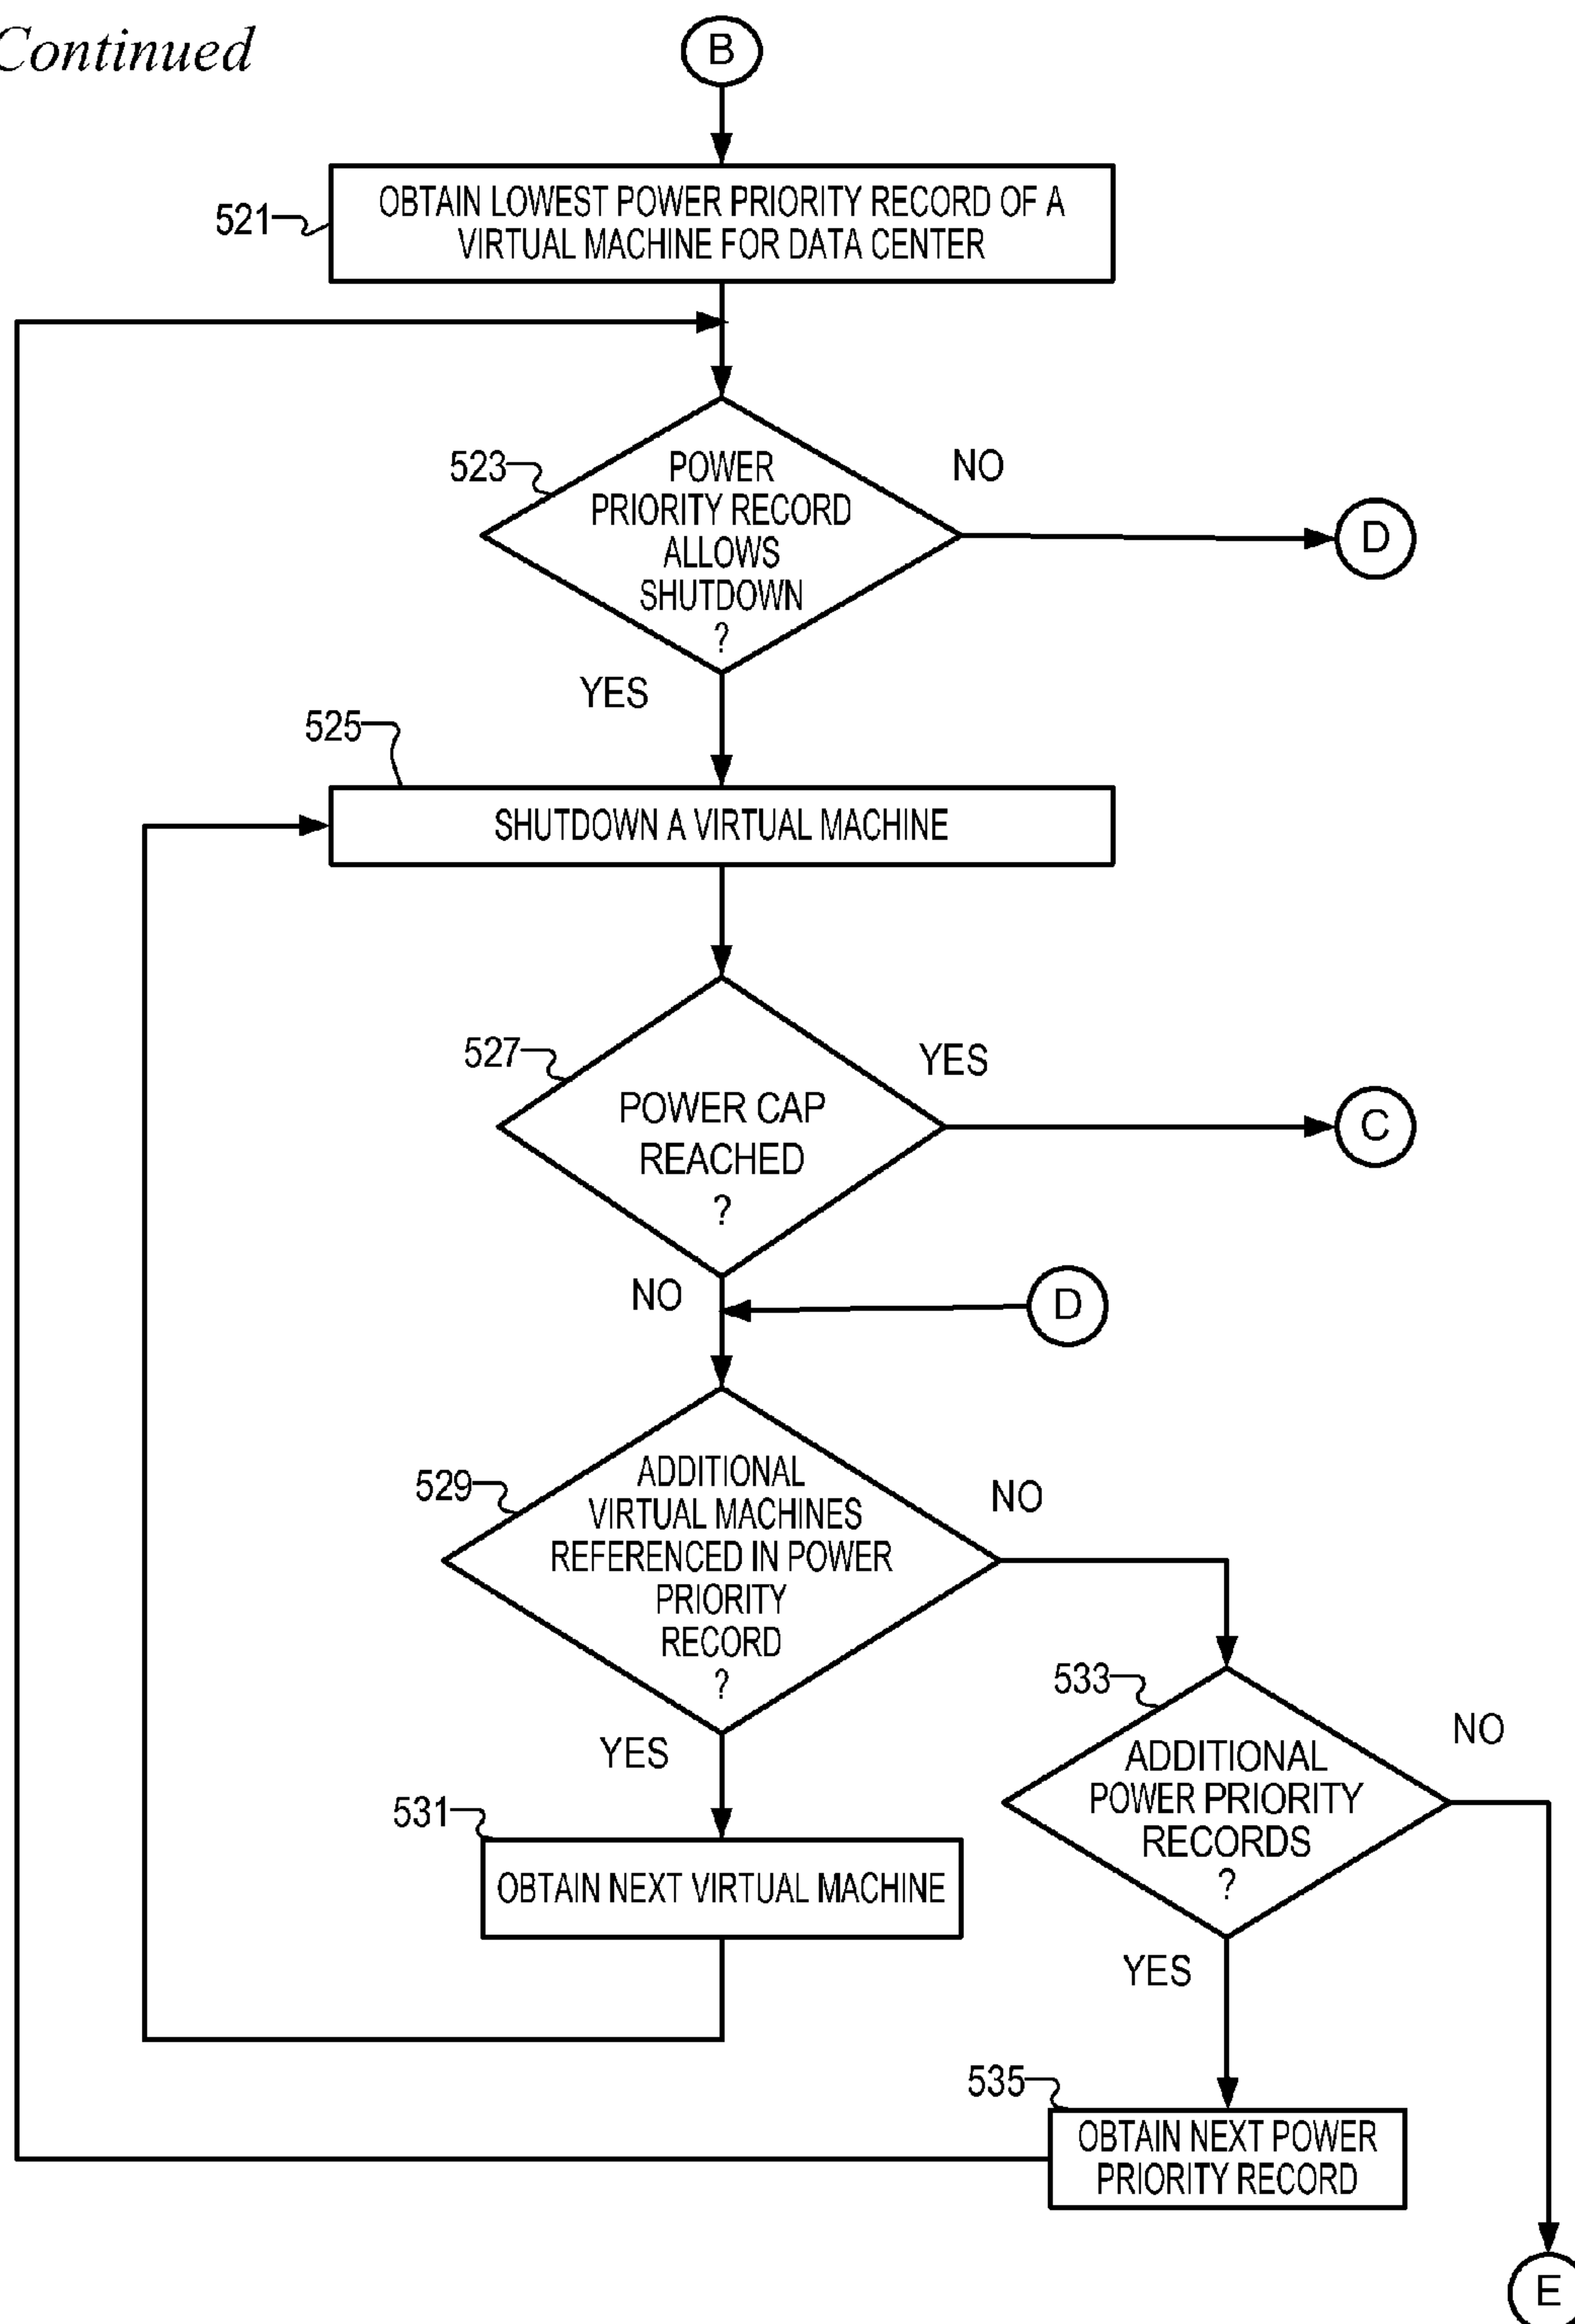 Continued
B
521
OBTAIN LOWEST POWER PRIORITY RECORD OF A
VIRTUAL MACHINE FOR DATA CENTER
523
POWER
PRIORITY RECORD
ALLOWS
SHUTDOWN
?
NO
D
YES
525
SHUTDOWN A VIRTUAL MACHINE
527
POWER CAP
REACHED
?
YES
C
NO
D
529
ADDITIONAL
VIRTUAL MACHINES
REFERENCED IN POWER
PRIORITY
RECORD
?
NO
YES
533
ADDITIONAL
POWER PRIORITY
RECORDS
?
NO
531
OBTAIN NEXT VIRTUAL MACHINE
YES
535
OBTAIN NEXT POWER
PRIORITY RECORD
E